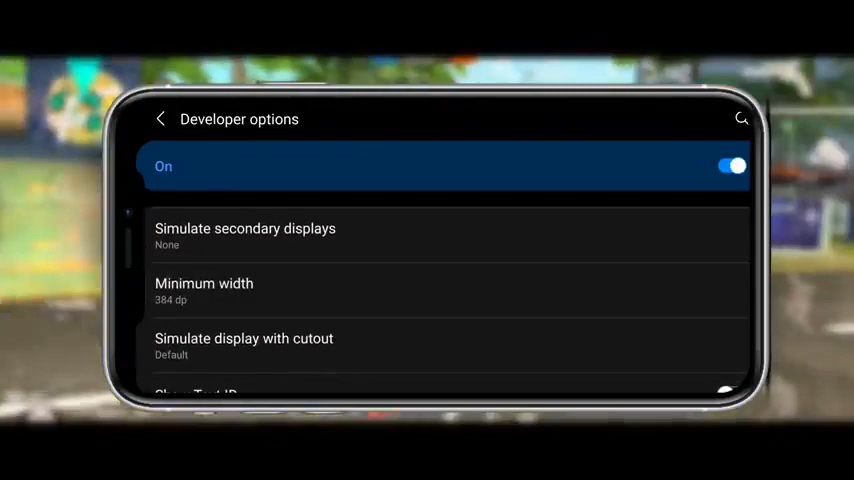 Developer options
On
Simulate secondary displays
None
Minimum width
384 dp
Simulate display with cutout
Default